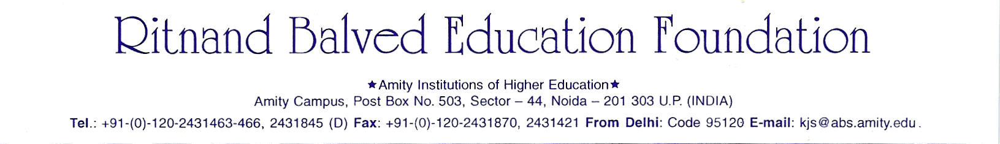 Ritnand Balved Education Foundation
★Amity Institutions of Higher Education★
Amity Campus, Post Box No. 503, Sector – 44, Noida – 201 303 U.P. (INDIA)
Tel.: +91-(0)-120-2431463-466, 2431845 (D) Fax: +91-(0)-120-2431870, 2431421 From Delhi: Code 95120 E-mail: kjs@abs.amity.edu.